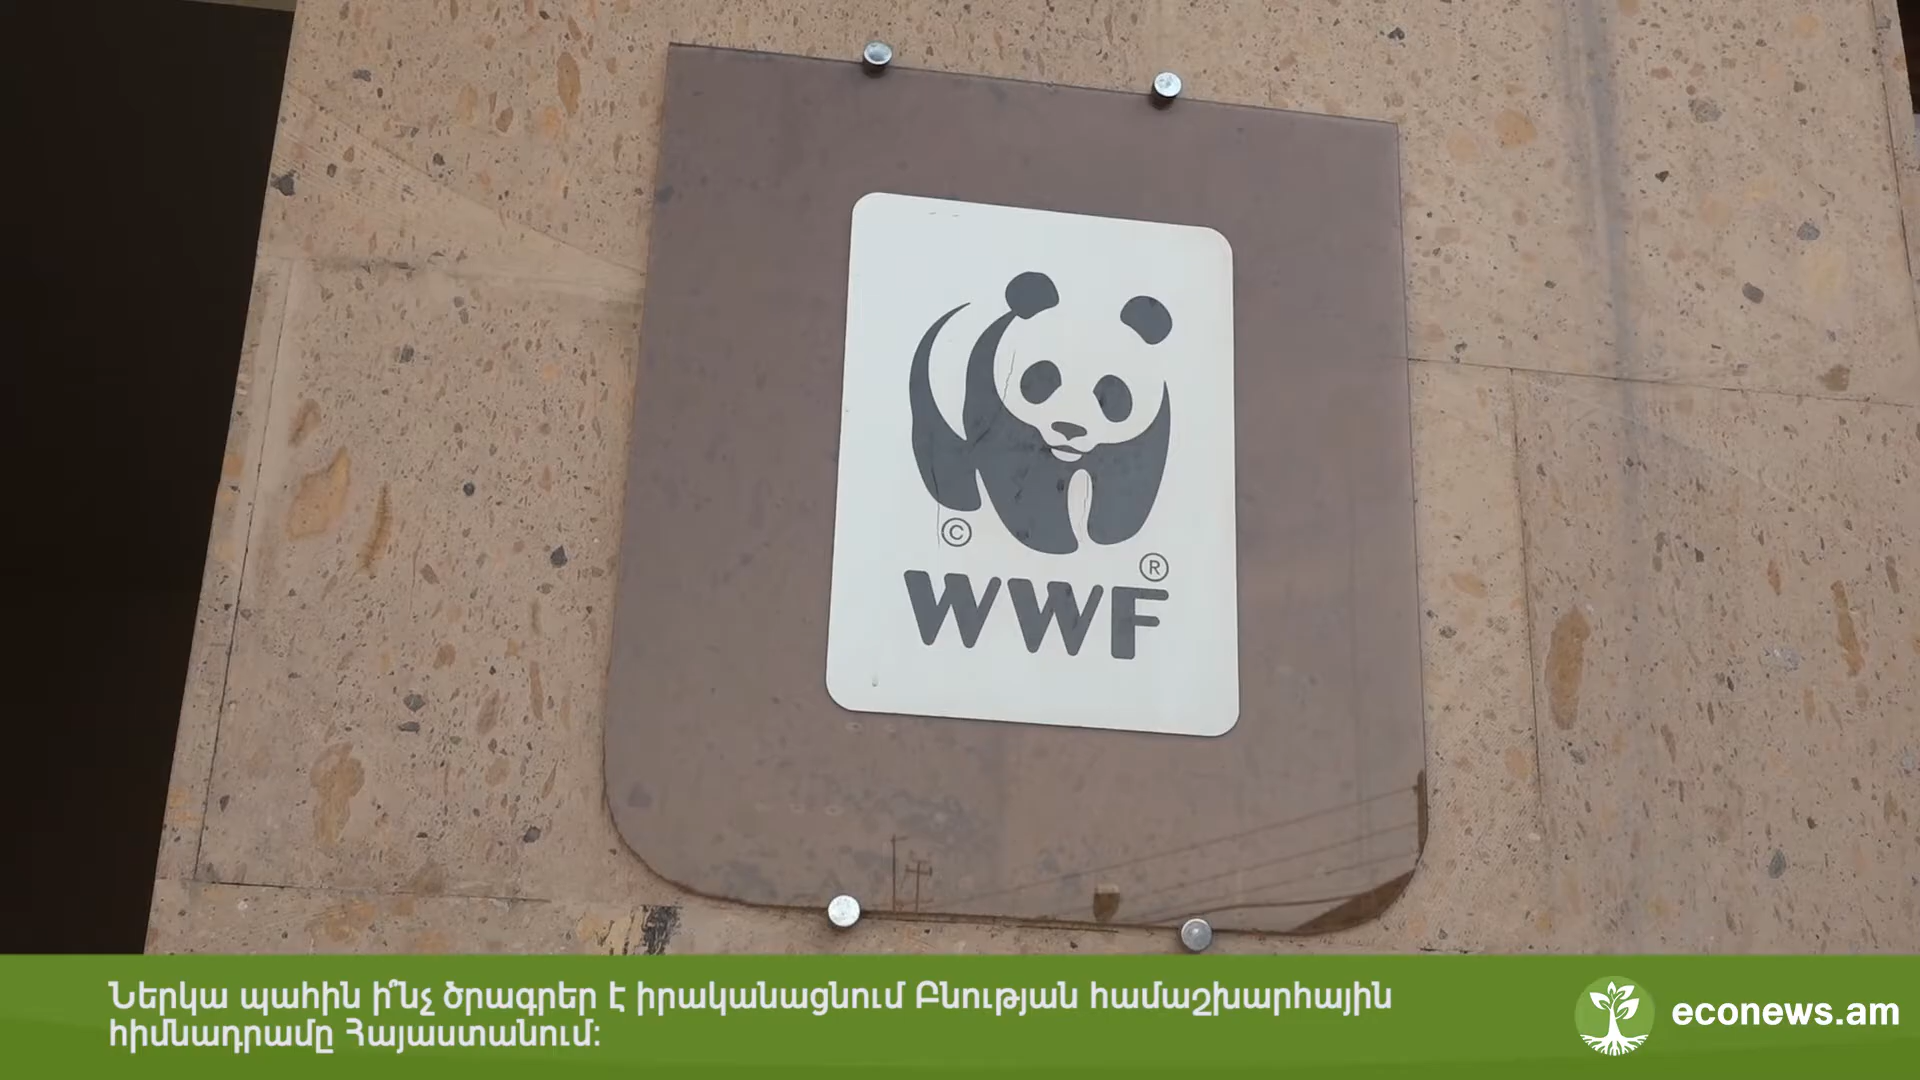 ©
®
WWF
Ներկա պահին ի՞նչ ծրագրեր է իրականացնում Բնության համաշխարհային
հիմնադրամը Հայաստանում:
econews.am